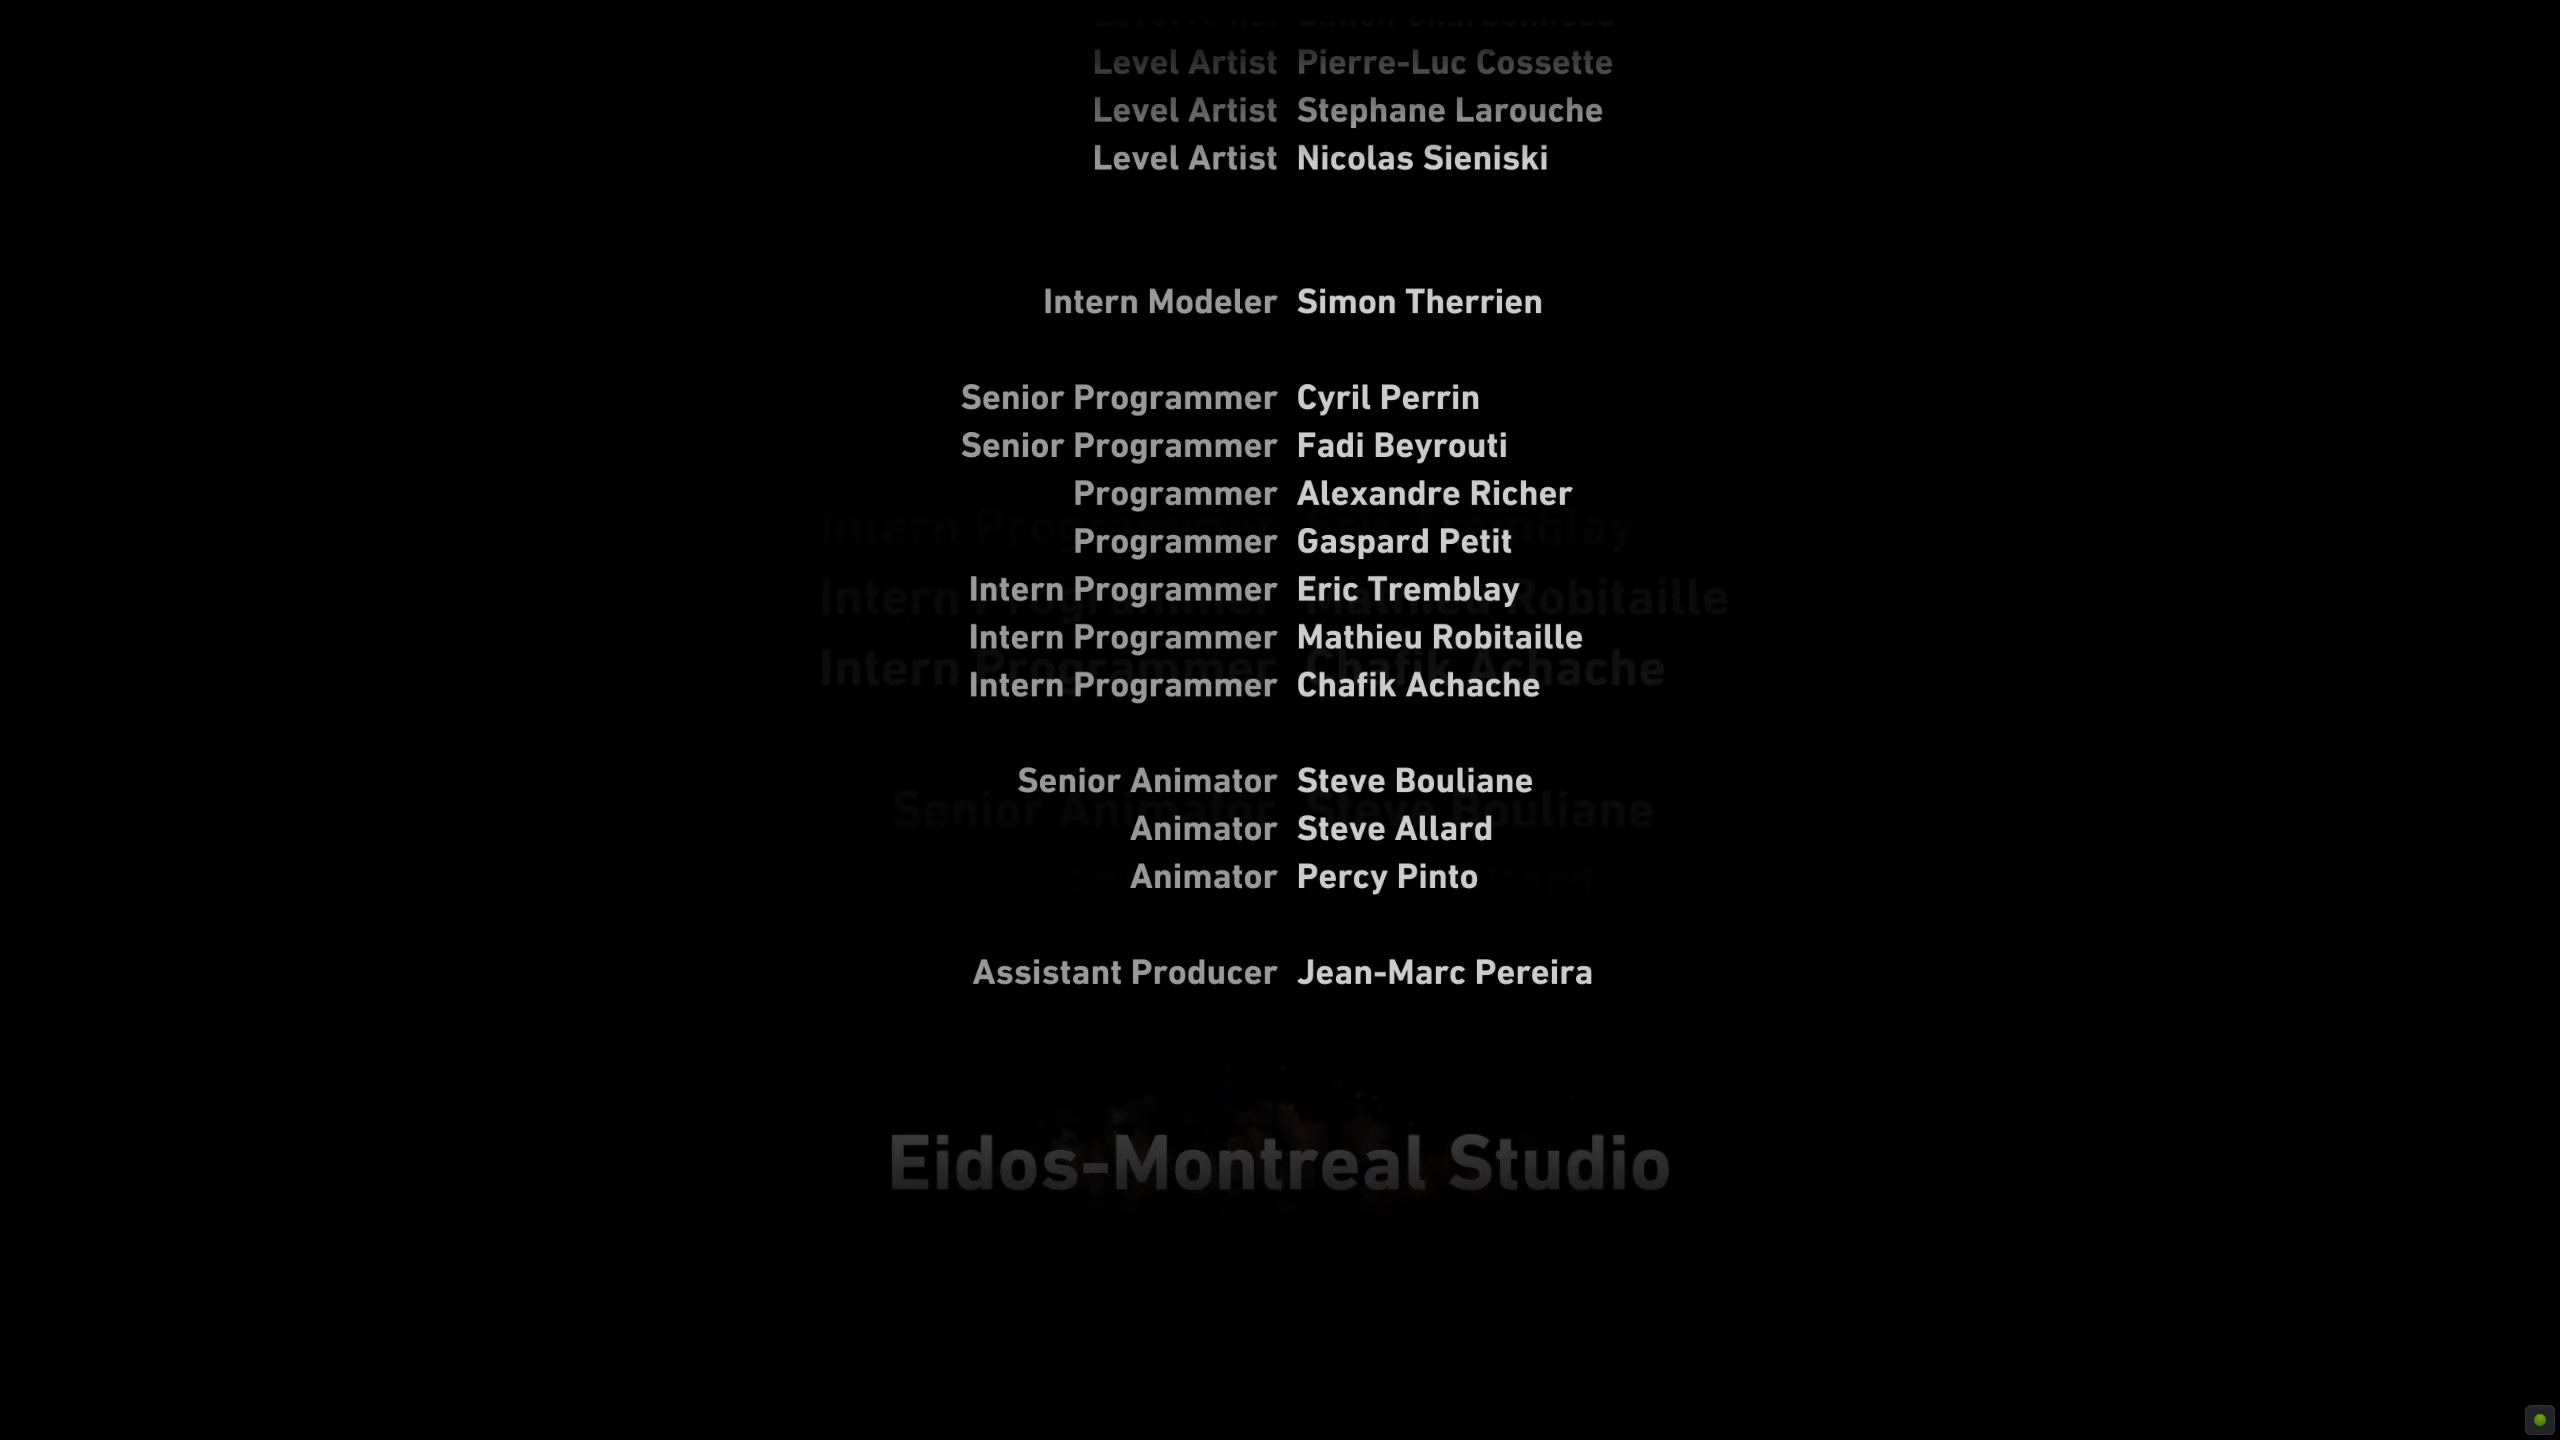 Level Artist Pierre-Luc Cossette
Level Artist Stephane Larouche
Level Artist Nicolas Sieniski
Intern Modeler Simon Therrien
Senior Programmer Cyril Perrin
Senior Programmer Fadi Beyrouti
Programmer Alexandre Richer
Programmer Gaspard Petit
Intern Programmer Eric Tremblay
Intern Programmer Mathieu Robitaille
Intern Programmer Chafik Achache
Senior Animator Steve Bouliane
Animator Steve Allard
Animator Percy Pinto
Assistant Producer Jean-Marc Pereira
Eidos-Montreal Studio